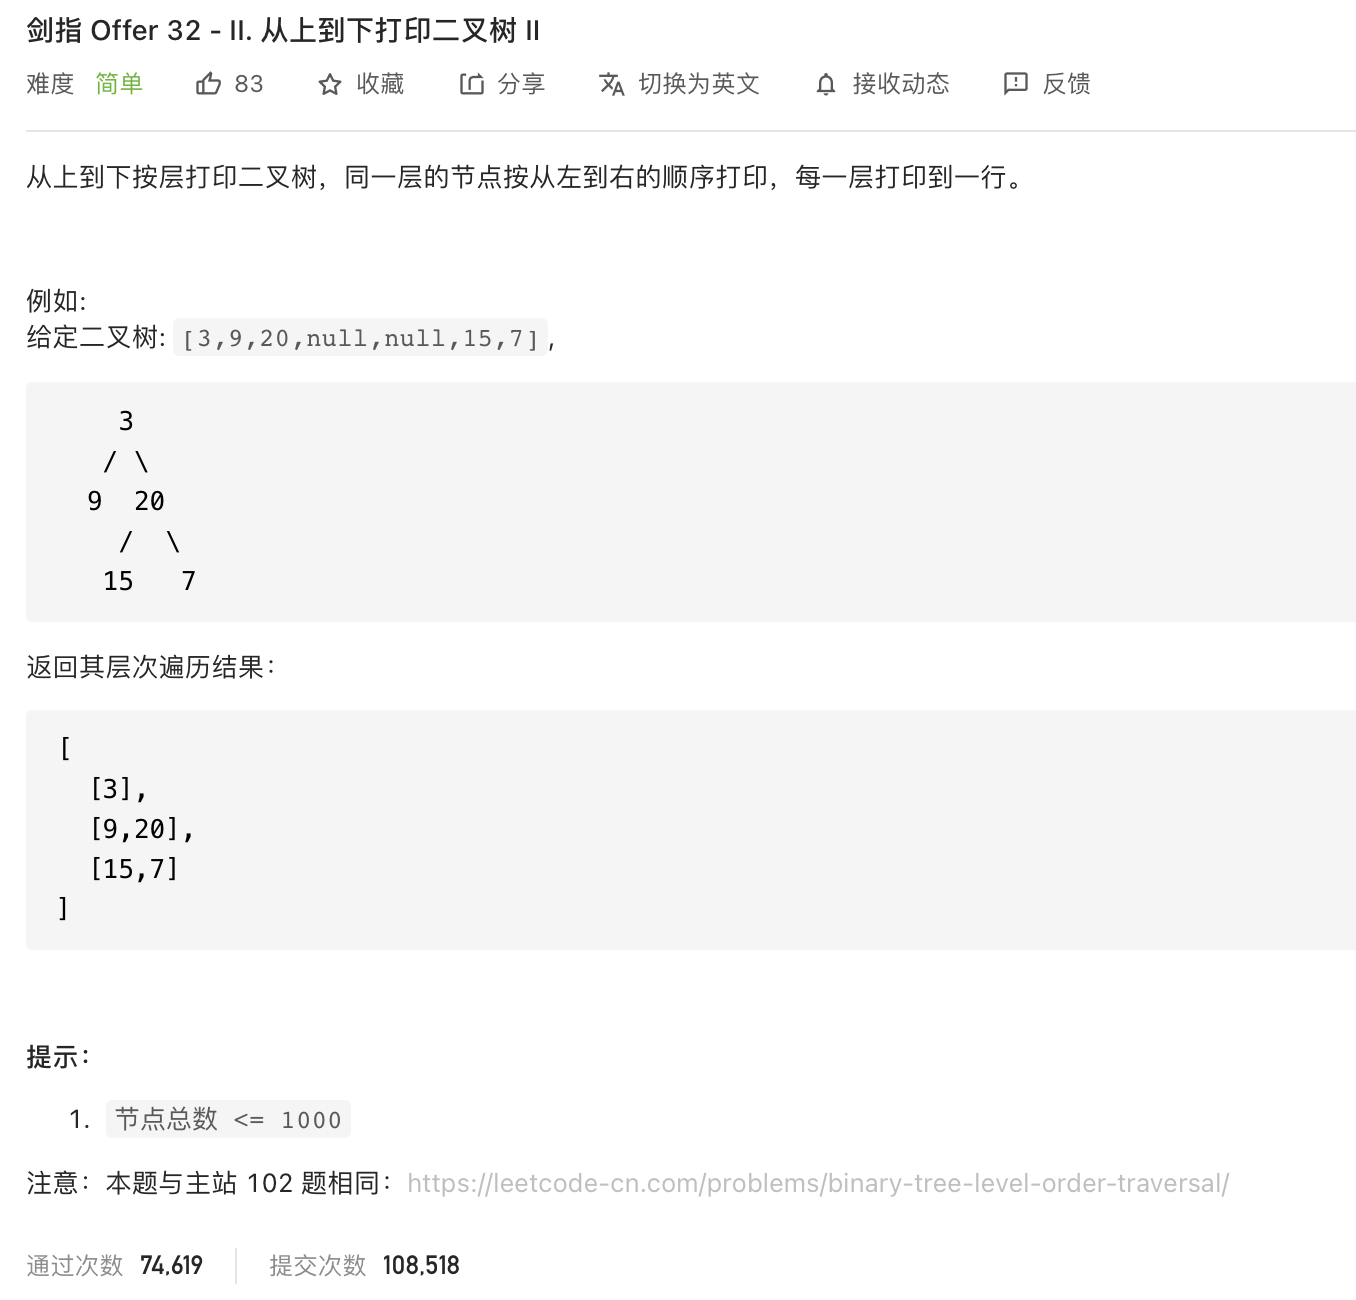 剑指 Offer 32 - II. 从上到下打印二叉树 II
难度 简单 83 收藏 分享 切换为英文 接收动态 反馈
从上到下按层打印二叉树，同一层的节点按从左到右的顺序打印，每一层打印到一行。
例如:
给定二叉树: [3,9,20,null,null,15,7],
3
/ \
9 20
/ \
15 7
返回其层次遍历结果：
[
[3],
[9,20],
[15,7]
]
提示：
1. 节点总数 <= 1000
注意：本题与主站 102 题相同：https://leetcode-cn.com/problems/binary-tree-level-order-traversal/
通过次数 74,619 提交次数 108,518